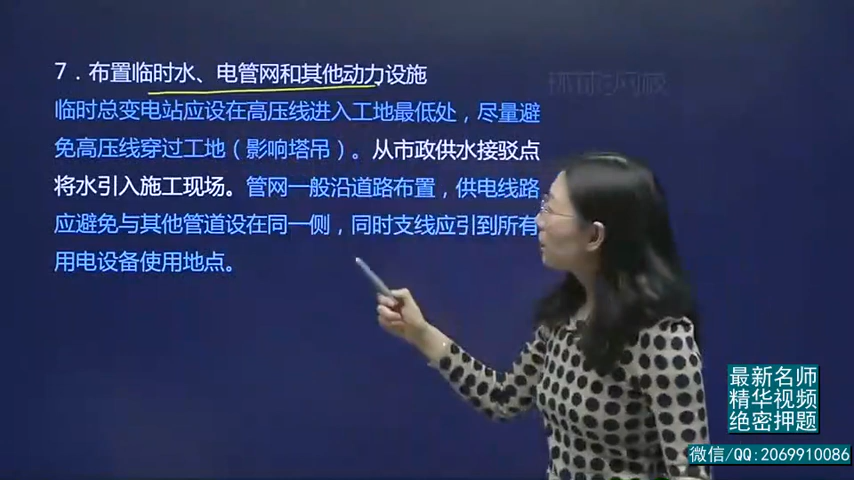 7．布置临时水、电管网和其他动力设施
临时总变电站应设在高压线进入工地最低处，尽量避
免高压线穿过工地（影响塔吊）。从市政供水接驳点
将水引入施工现场。管网一般沿道路布置，供电线路
应避免与其他管道设在同一侧，同时支线应引到所有
用电设备使用地点。
最新名师
精华视频
绝密押题
微信/QQ:2069910086